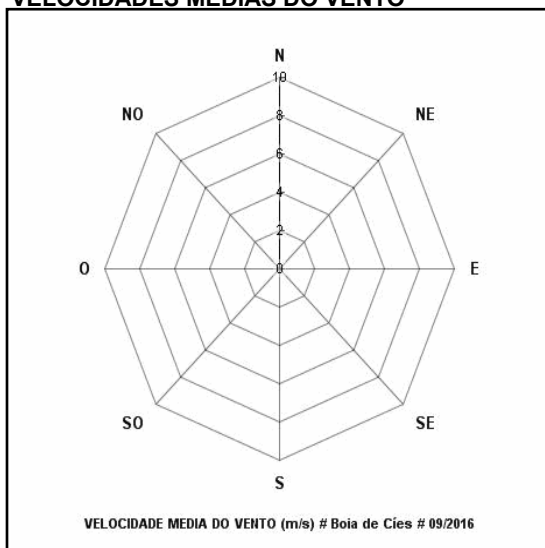 VELOCIDADES MEDIAS DO VENTO
N
10
NO
NE
8
6
4
2
O
0
E
SO
SE
S
VELOCIDADE MEDIA DO VENTO (m/s) # Boia de Cíes # 09/2016